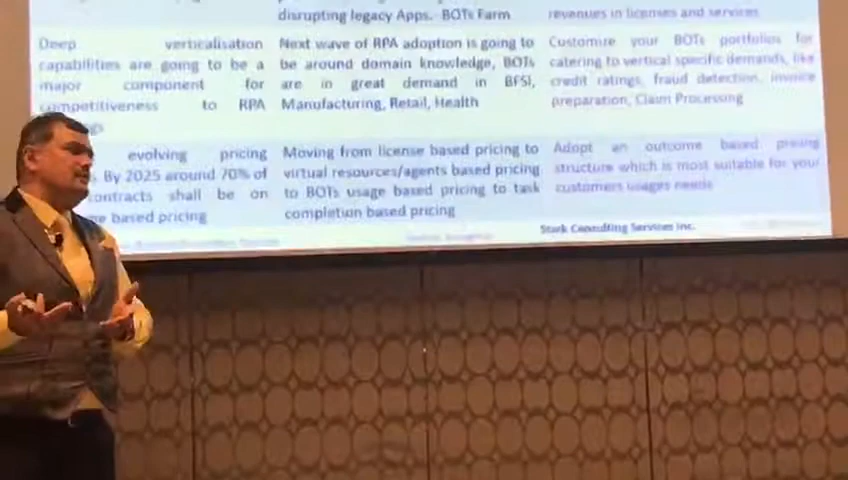 disrupting legacy Apps. - BOTs Farm
revenues in licenses and services
Deep verticalisation
capabilities are going to be a
major component for
competitiveness to RPA
Next wave of RPA adoption is going to
be around domain knowledge, BOTs
are in great demand in BFSI,
Manufacturing, Retail, Health
Customize your BOTs portfolios for
catering to vertical specific demands, like
credit ratings, fraud detection, invoice
preparation, Claim Processing
evolving pricing
By 2025 around 70% of
contracts shall be on
based pricing
Moving from license based pricing to
virtual resources/agents based pricing
to BOTs usage based pricing to task
completion based pricing
Adopt an outcome based pricing
structure which is most suitable for your
customers usages needs
Stark Consulting Services Inc.